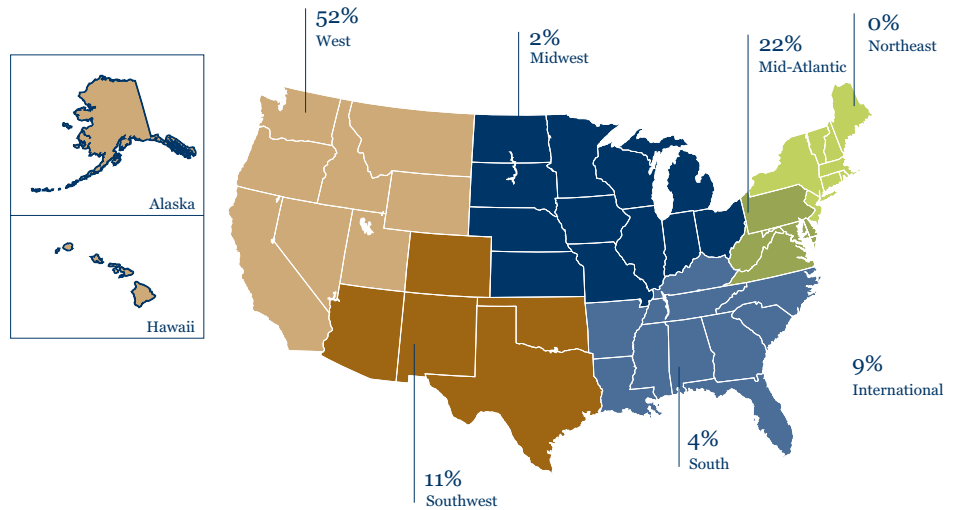 52%
West
2%
Midwest
22%
Mid-Atlantic
0%
Northeast
Alaska
Hawaii
9%
International
4%
South
11%
Southwest